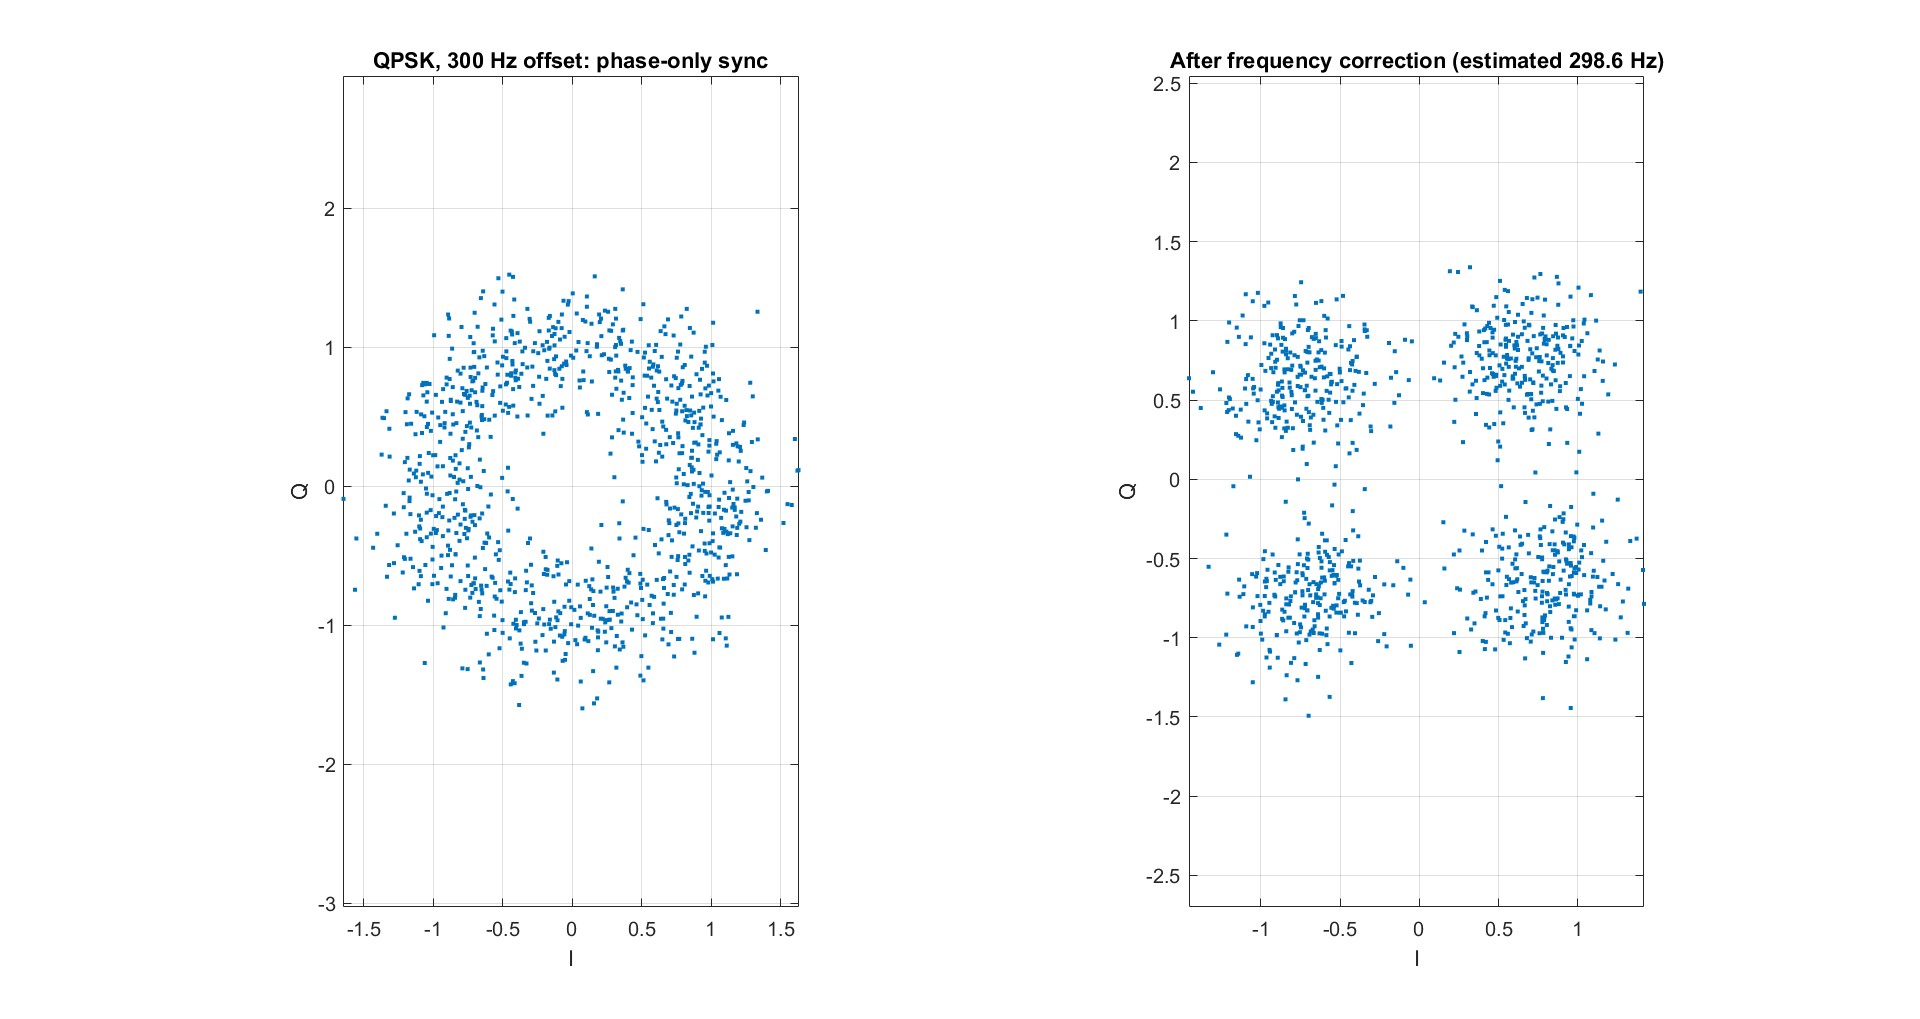 QPSK, 300 Hz offset: phase-only sync
2
1
0
-1
-2
-3
Q
-1.5 -1 -0.5 0 0.5 1 1.5
I
After frequency correction (estimated 298.6 Hz)
2.5
2
1.5
1
0.5
0
-0.5
-1
-1.5
-2
-2.5
Q
-1 -0.5 0 0.5 1
I